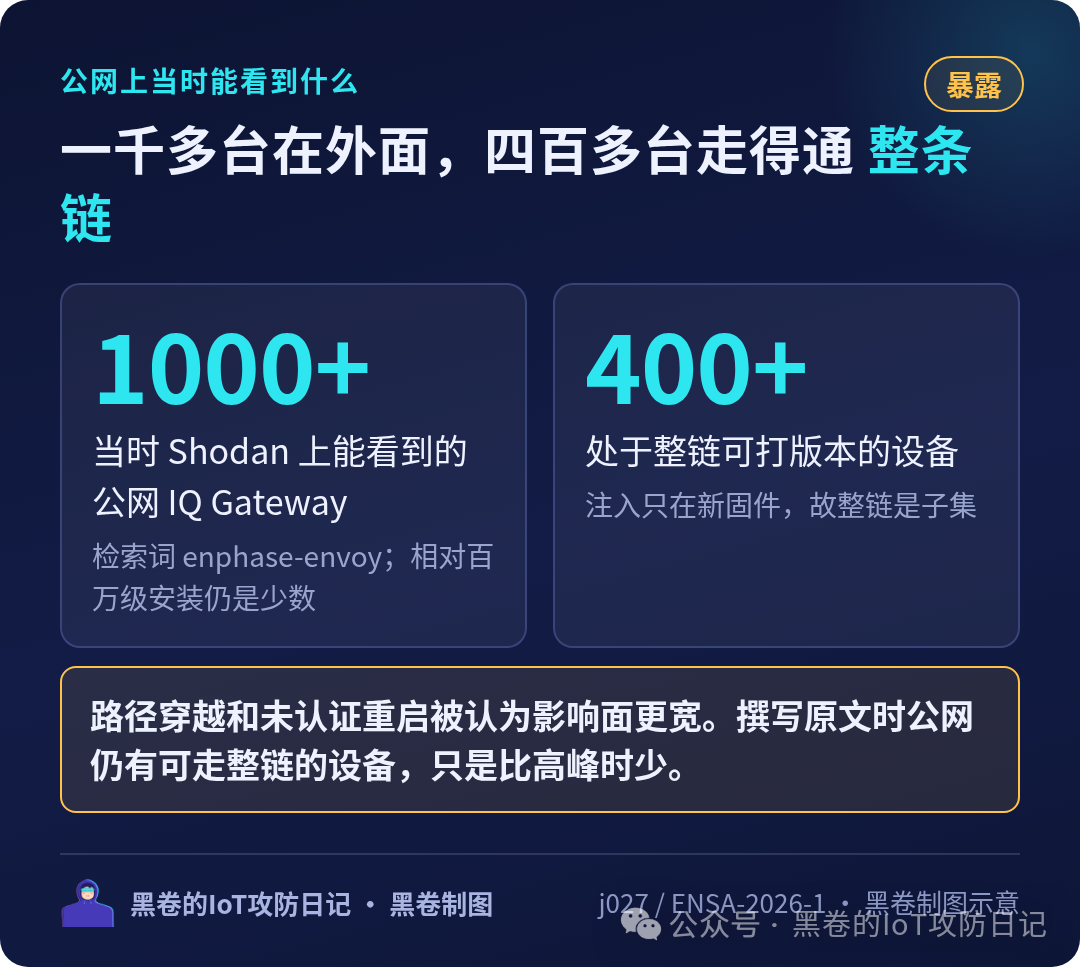 公网上当时能看到什么
暴露
一千多台在外面，四百多台走得通 整条
链
1000+
当时 Shodan 上能看到的
公网 IQ Gateway
检索词 enphase-envoy；相对百
万级安装仍是少数
400+
处于整链可打版本的设备
注入只在新固件，故整链是子集
路径穿越和未认证重启被认为影响面更宽。撰写原文时公网
仍有可走整链的设备，只是比高峰时少。
黑卷的IoT攻防日记 · 黑卷制图
j027 / ENSA-2026-1 · 黑卷制图示意
公众号 · 黑卷的IoT攻防日记